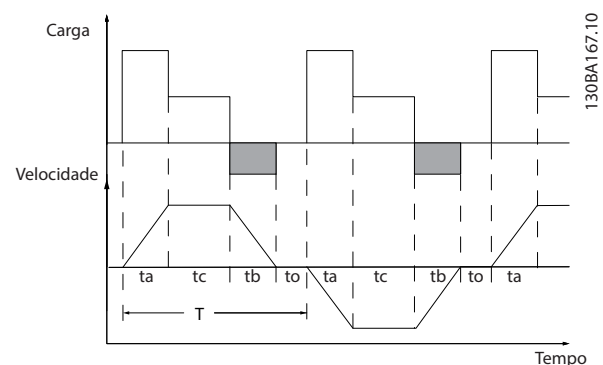 Carga
130BA167.10
Velocidade
ta tc tb to ta tc tb to ta
T
Tempo